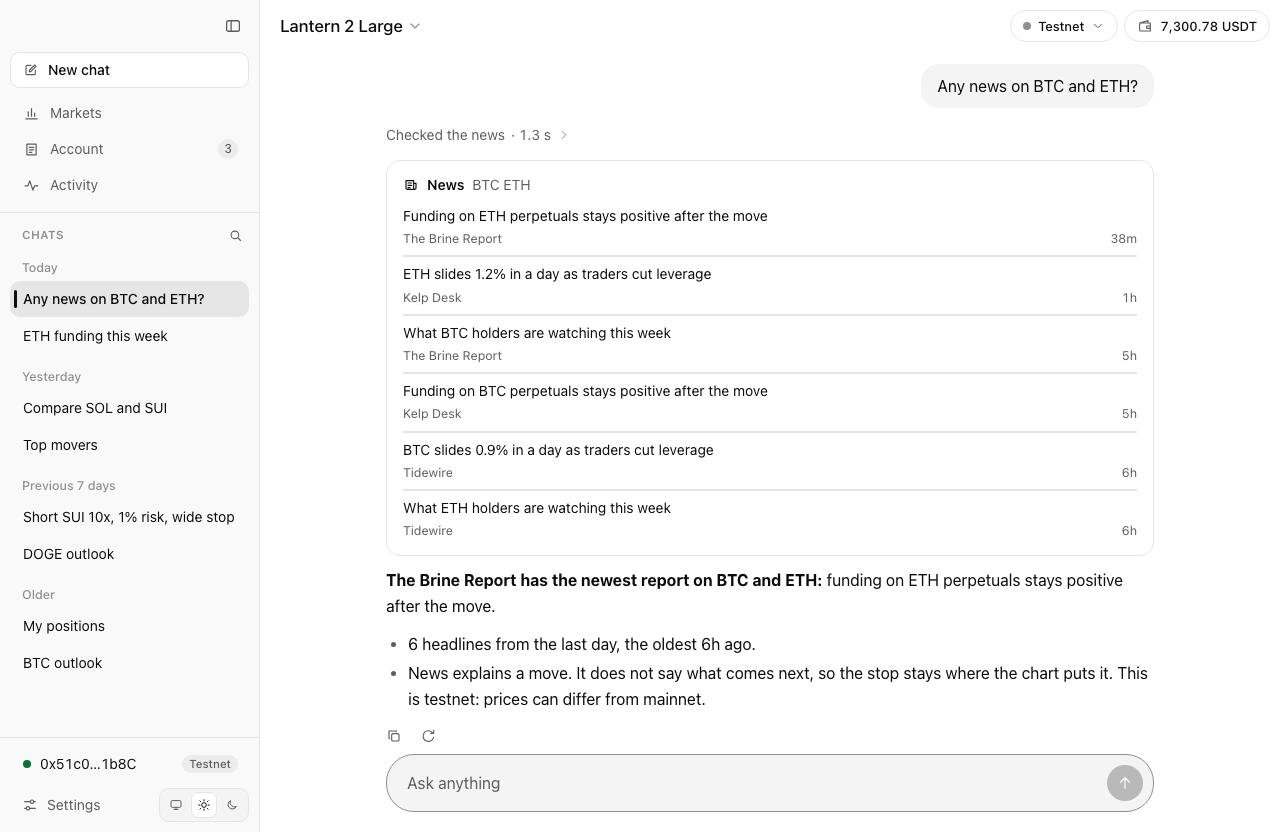 Lantern 2 Large
Testnet
7,300.78 USDT
New chat
Markets
Account
3
Activity
CHATS
Today
Any news on BTC and ETH?
ETH funding this week
Yesterday
Compare SOL and SUI
Top movers
Previous 7 days
Short SUI 10x, 1% risk, wide stop
DOGE outlook
Older
My positions
BTC outlook
0x51c0...1b8C
Testnet
Settings
Any news on BTC and ETH?
Checked the news · 1.3 s
News BTC ETH
Funding on ETH perpetuals stays positive after the move
The Brine Report
38m
ETH slides 1.2% in a day as traders cut leverage
Kelp Desk
1h
What BTC holders are watching this week
The Brine Report
5h
Funding on BTC perpetuals stays positive after the move
Kelp Desk
5h
BTC slides 0.9% in a day as traders cut leverage
Tidewire
6h
What ETH holders are watching this week
Tidewire
6h
The Brine Report has the newest report on BTC and ETH: funding on ETH perpetuals stays positive
after the move.
• 6 headlines from the last day, the oldest 6h ago.
• News explains a move. It does not say what comes next, so the stop stays where the chart puts it. This
is testnet: prices can differ from mainnet.
Ask anything